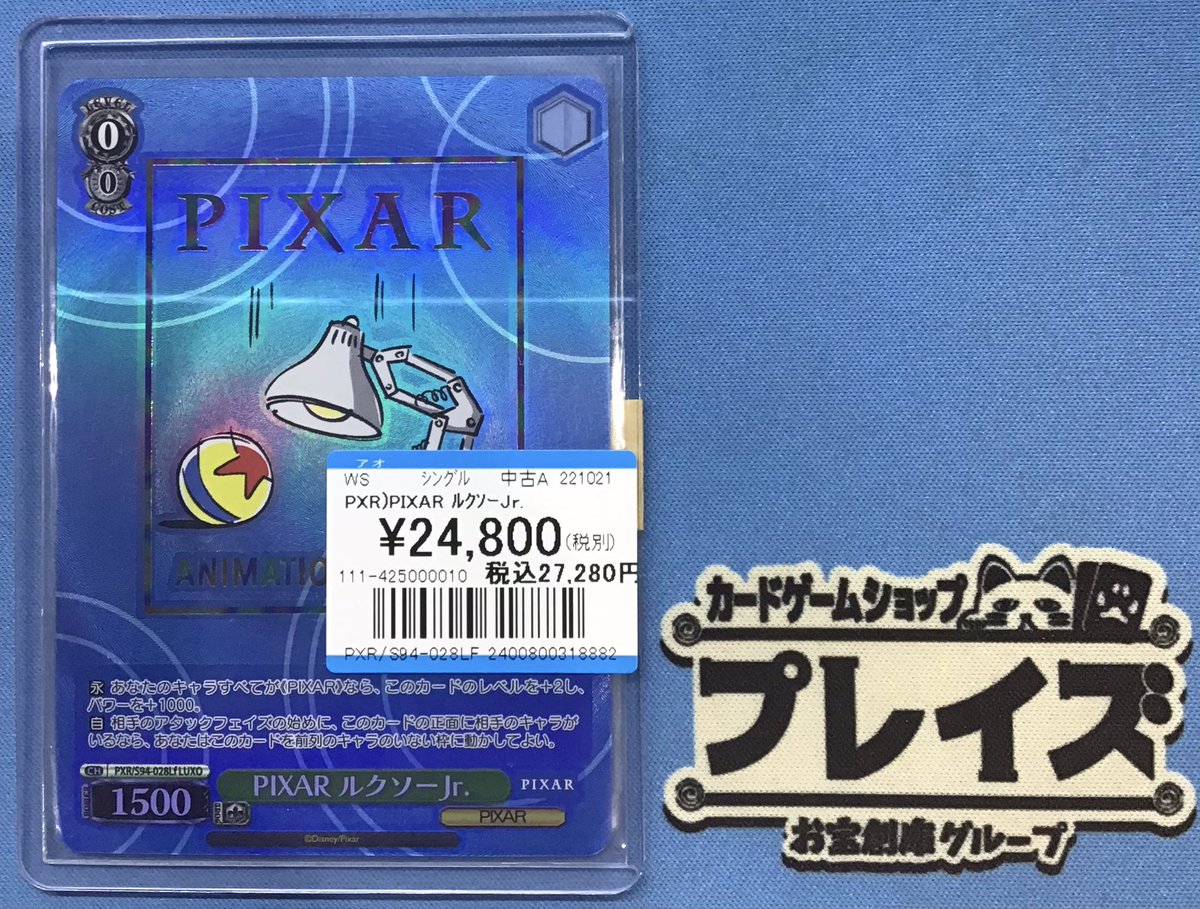 LEVEL
0
0
COST
PIXAR
ANIMATIO
アオ
WS シングル 中古A 221021
PXR)PIXAR ルクソーJr.
¥24,800(税別)
111-425000010 税込27,280円
PXR/S94-028LF 2400800318882
永 あなたのキャラすべてが《PIXAR》なら、このカードのレベルを+2し、
パワーを+1000。
自 相手のアタックフェイズの始めに、このカードの正面に相手のキャラが
いるなら、あなたはこのカードを前列のキャラのいない枠に動かしてよい。
CH PXR/S94-028Lf LUXO
1500
PIXAR ルクソーJr.
PIXAR
PIXAR
©Disney/Pixar
カードゲームショップ
プレイズ
お宝創庫グループ